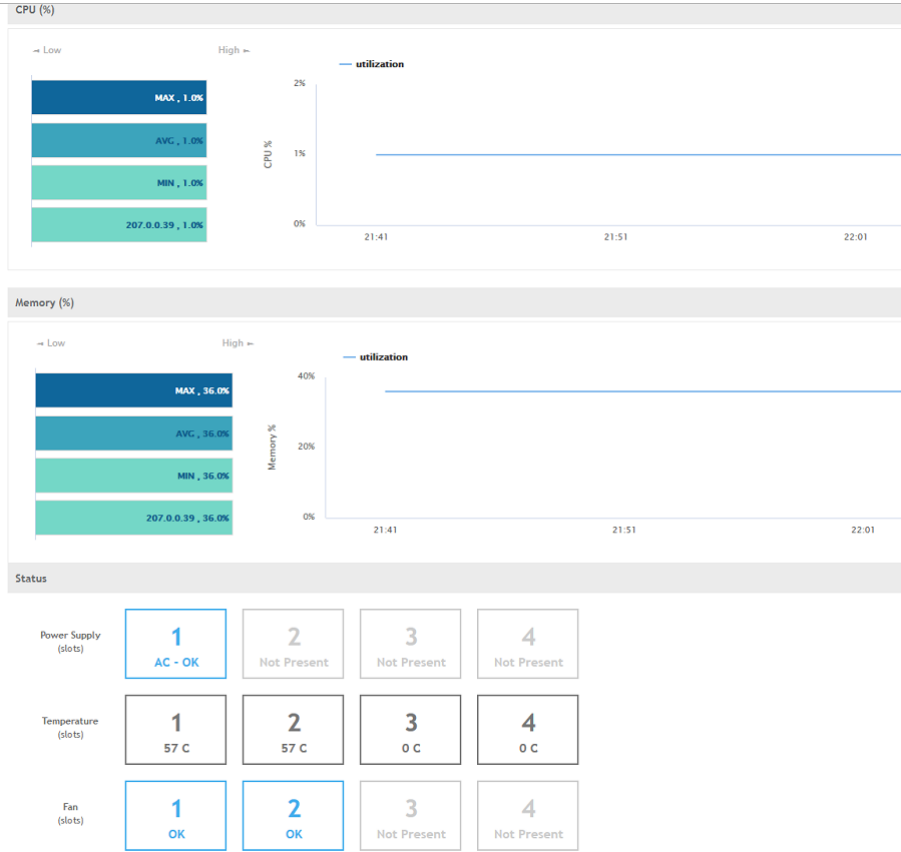 CPU (%)
Low High
utilization
MAX , 1.0%
AVG , 1.0%
MIN , 1.0%
207.0.0.39 , 1.0%
CPU %
2%
1%
0%
21:41 21:51 22:01
Memory (%)
Low High
utilization
MAX , 36.0%
AVG , 36.0%
MIN , 36.0%
207.0.0.39 , 36.0%
Memory %
40%
20%
0%
21:41 21:51 22:01
Status
Power Supply
(slots)
1 2 3 4
AC - OK Not Present Not Present Not Present
Temperature
(slots)
1 2 3 4
57 C 57 C 0 C 0 C
Fan
(slots)
1 2 3 4
OK OK Not Present Not Present